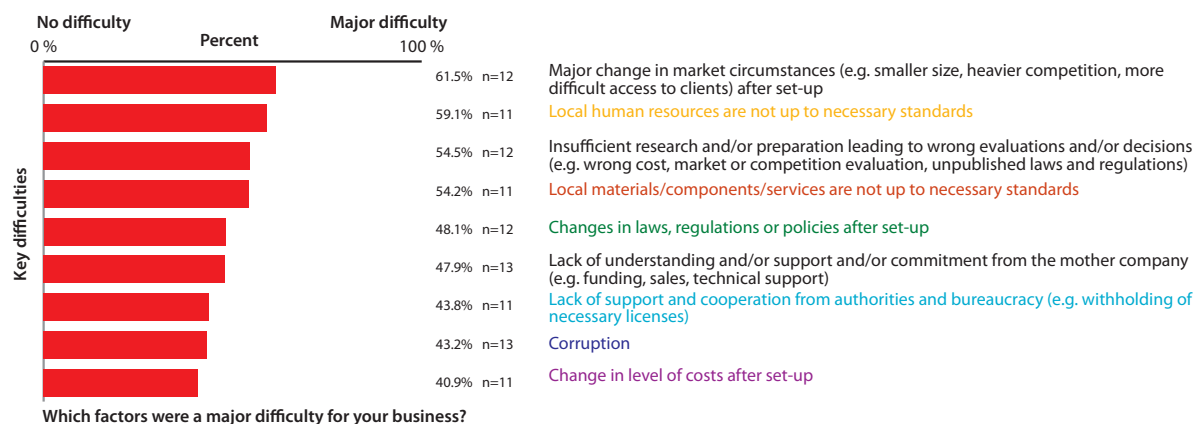 No difficulty Major difficulty
0 % Percent 100 %
Key difficulties
61.5% n=12 Major change in market circumstances (e.g. smaller size, heavier competition, more
difficult access to clients) after set-up
59.1% n=11 Local human resources are not up to necessary standards
54.5% n=12 Insufficient research and/or preparation leading to wrong evaluations and/or decisions
(e.g. wrong cost, market or competition evaluation, unpublished laws and regulations)
54.2% n=11 Local materials/components/services are not up to necessary standards
48.1% n=12 Changes in laws, regulations or policies after set-up
47.9% n=13 Lack of understanding and/or support and/or commitment from the mother company
(e.g. funding, sales, technical support)
43.8% n=11 Lack of support and cooperation from authorities and bureaucracy (e.g. withholding of
necessary licenses)
43.2% n=13 Corruption
40.9% n=11 Change in level of costs after set-up
Which factors were a major difficulty for your business?